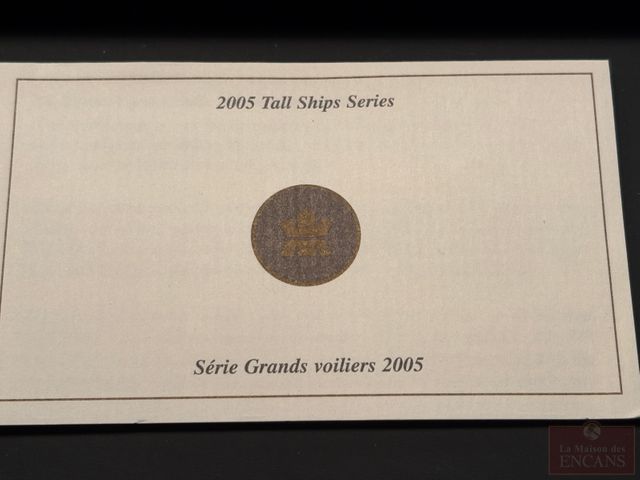 2005 Tall Ships Series
Série Grands voiliers 2005
La Maison des
ENCANS